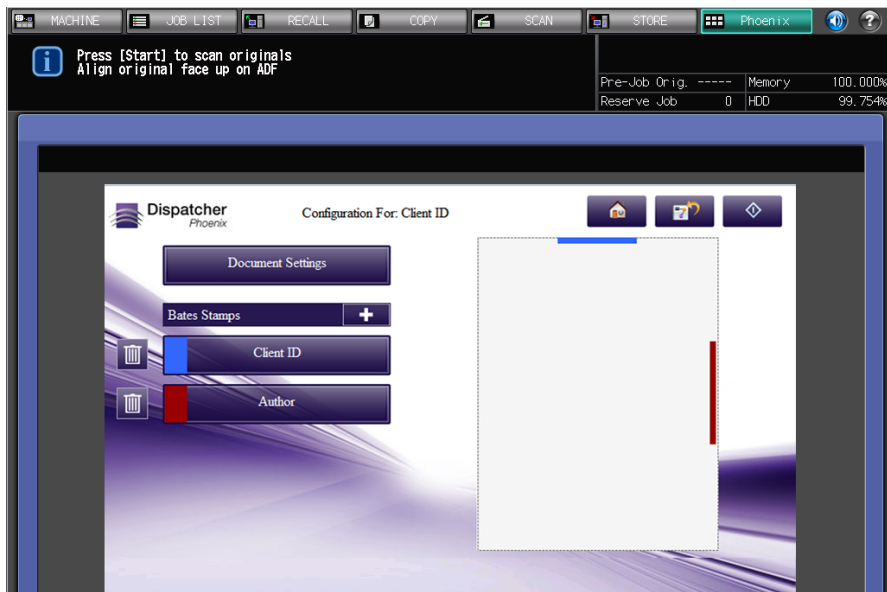 MACHINE JOB LIST RECALL COPY SCAN STORE Phoenix ?
i Press [Start] to scan originals
Align original face up on ADF
Pre-Job Orig. ----- Memory 100.000%
Reserve Job 0 HDD 99.754%
Dispatcher
Phoenix
Configuration For: Client ID
Document Settings
Bates Stamps +
Client ID
Author